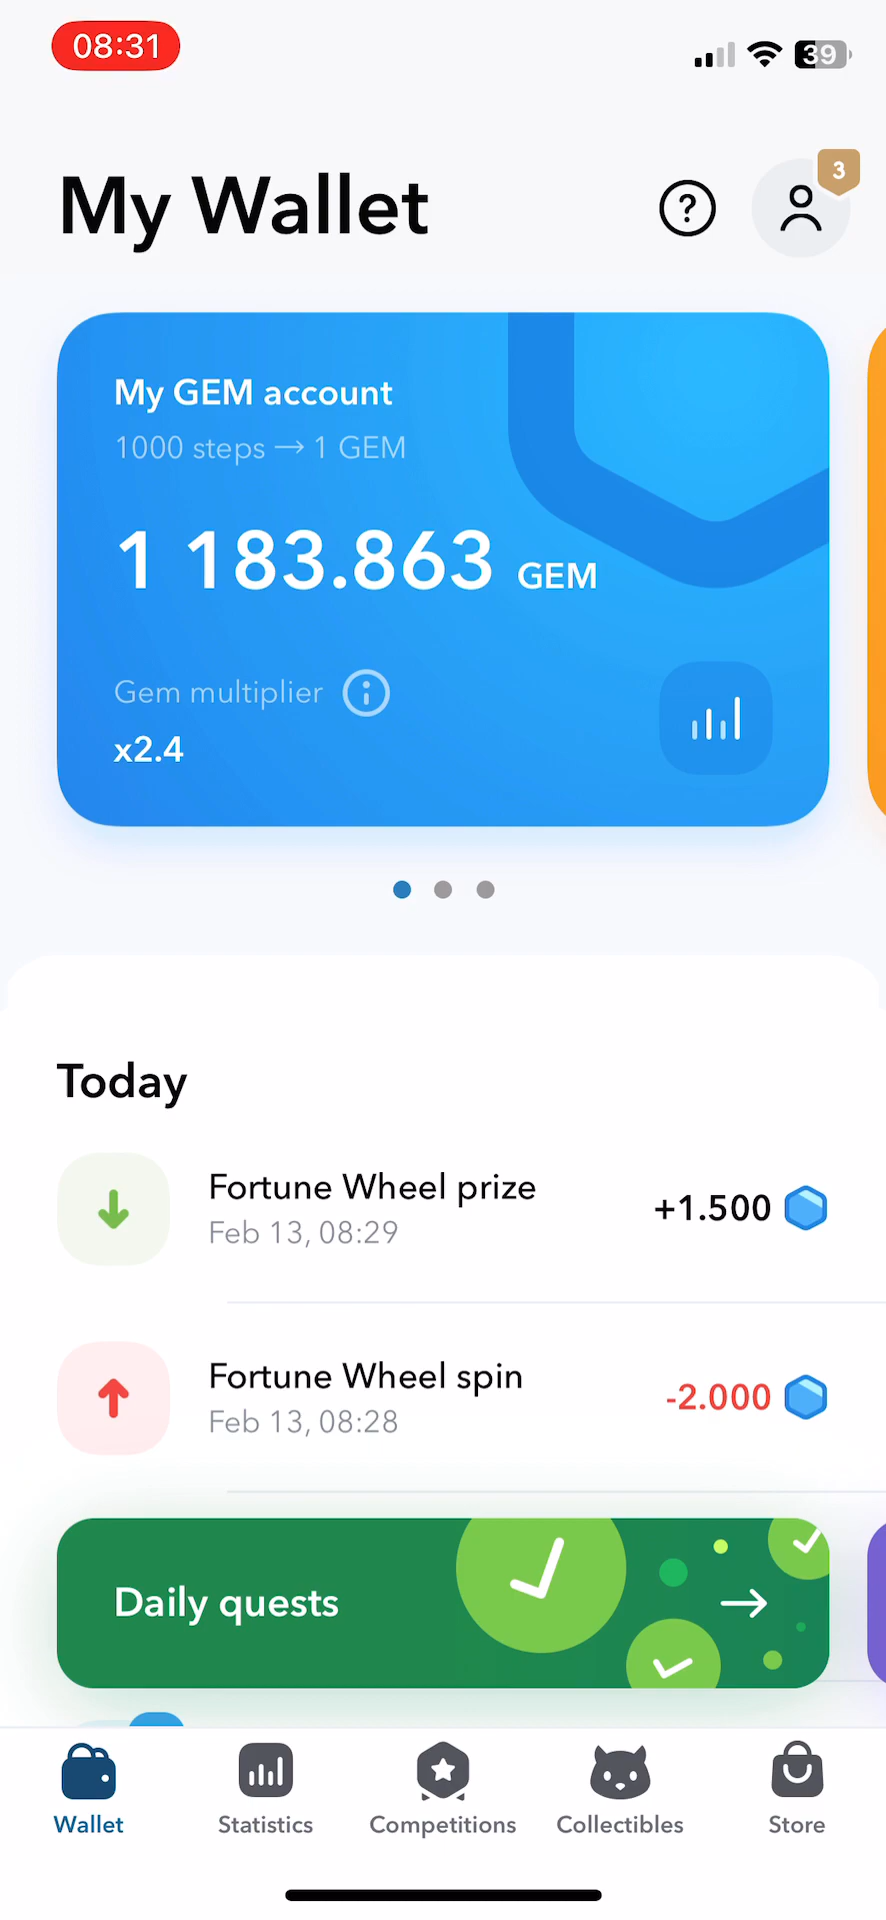 08:31
39
My Wallet
?
3
My GEM account
1000 steps → 1 GEM
1 183.863 GEM
Gem multiplier
x2.4
Today
Fortune Wheel prize
+1.500
Feb 13, 08:29
Fortune Wheel spin
-2.000
Feb 13, 08:28
Daily quests
Wallet
Statistics
Competitions
Collectibles
Store